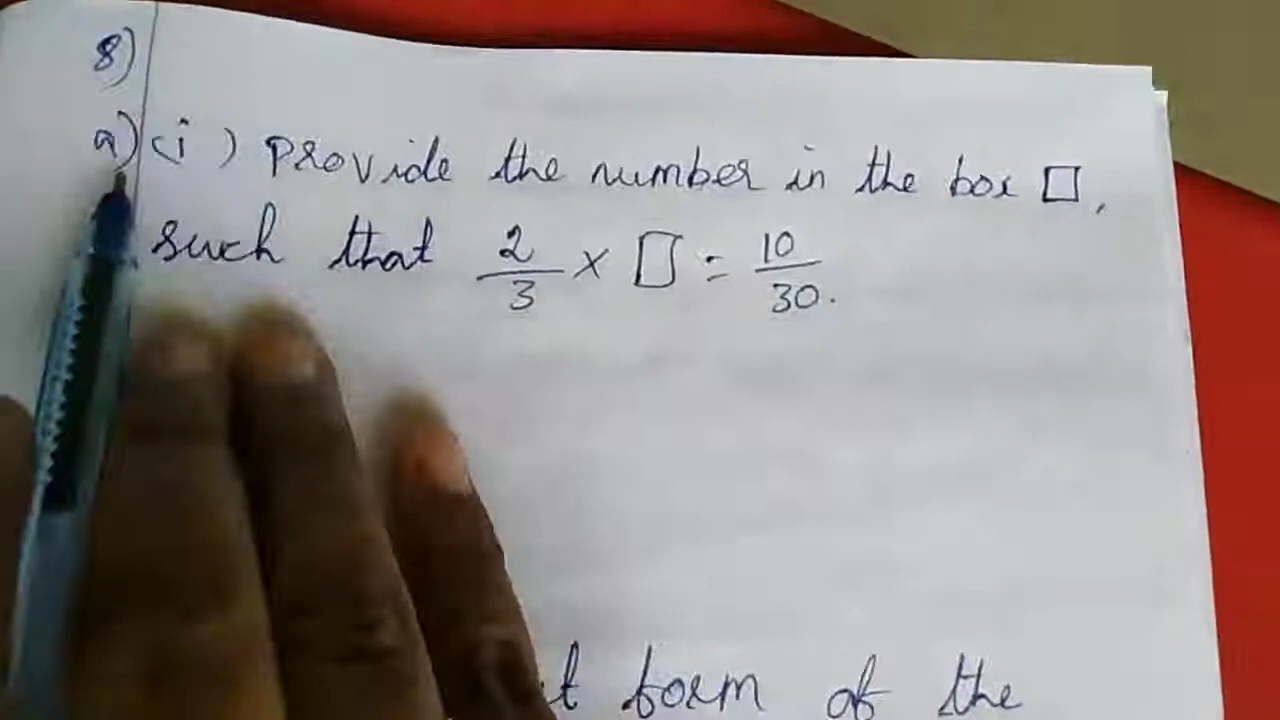 8)
a) (i) Provide the number in the box □,
such that 2/3 × □ = 10/30.
form of the